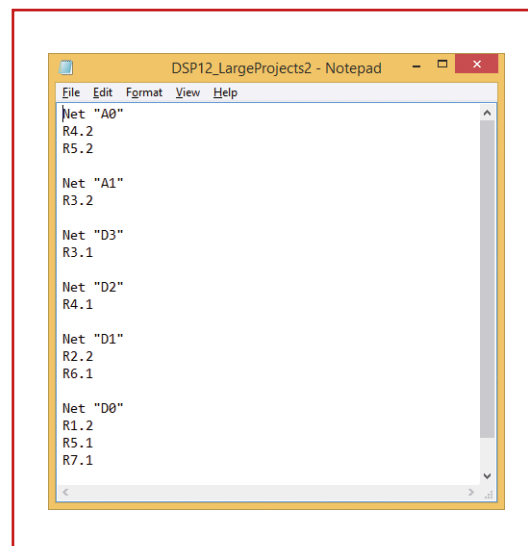 DSP12_LargeProjects2 - Notepad
File Edit Format View Help
Net "A0"
R4.2
R5.2
Net "A1"
R3.2
Net "D3"
R3.1
Net "D2"
R4.1
Net "D1"
R2.2
R6.1
Net "D0"
R1.2
R5.1
R7.1